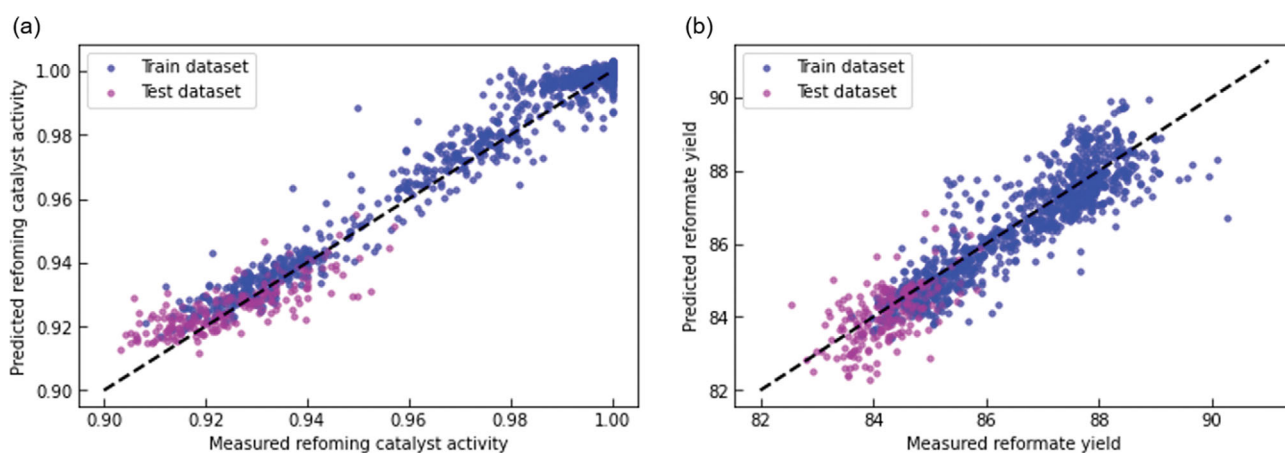 (a)
Train dataset
Test dataset
1.00
0.98
0.96
0.94
0.92
0.90
Predicted refoming catalyst activity
0.90 0.92 0.94 0.96 0.98 1.00
Measured refoming catalyst activity
(b)
Train dataset
Test dataset
90
88
86
84
82
Predicted reformate yield
82 84 86 88 90
Measured reformate yield